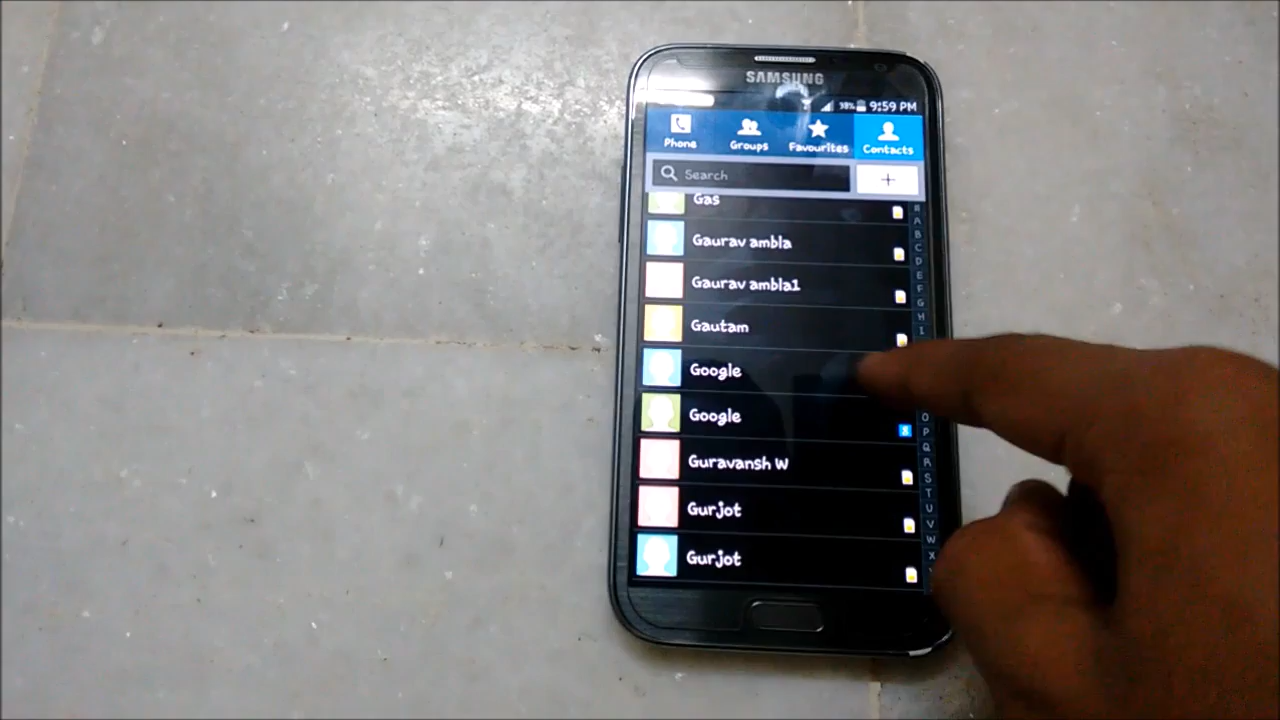 SAMSUNG
38% 9:59 PM
Phone Groups Favourites Contacts
Search +
Gas
Gaurav ambla
Gaurav ambla1
Gautam
Google
Google
Guravansh W
Gurjot
Gurjot
#
A
B
C
D
E
F
G
H
I
O
P
Q
R
S
T
U
V
W
X